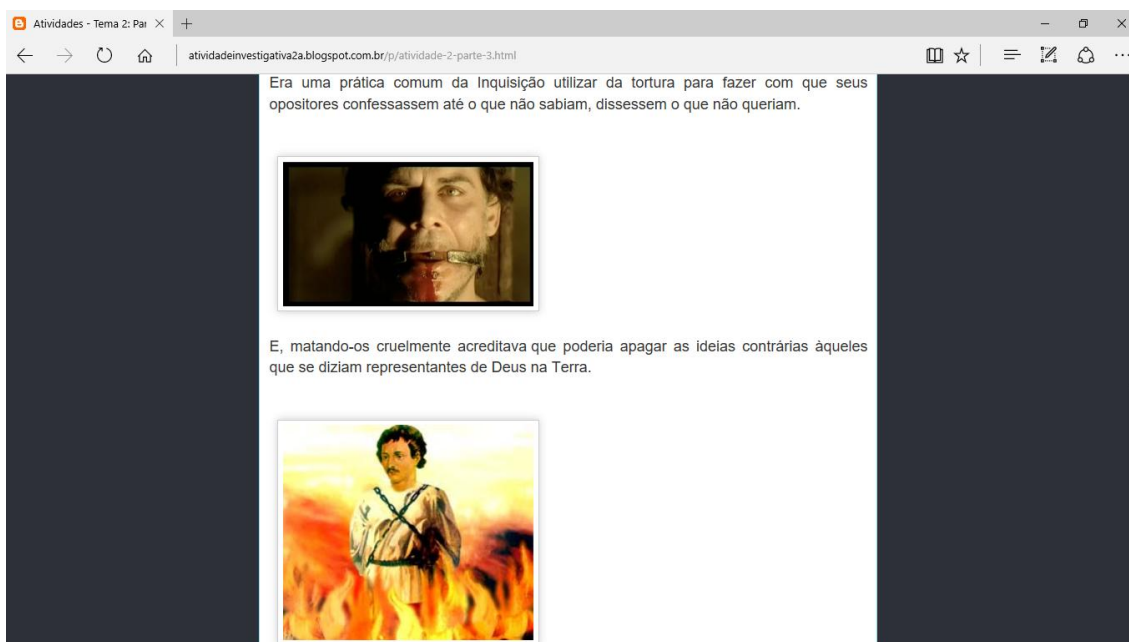 Atividades - Tema 2: Par
atividadeinvestigativa2a.blogspot.com.br/p/atividade-2-parte-3.html
Era uma prática comum da Inquisição utilizar da tortura para fazer com que seus
opositores confessassem até o que não sabiam, dissessem o que não queriam.
E, matando-os cruelmente acreditava que poderia apagar as ideias contrárias àqueles
que se diziam representantes de Deus na Terra.